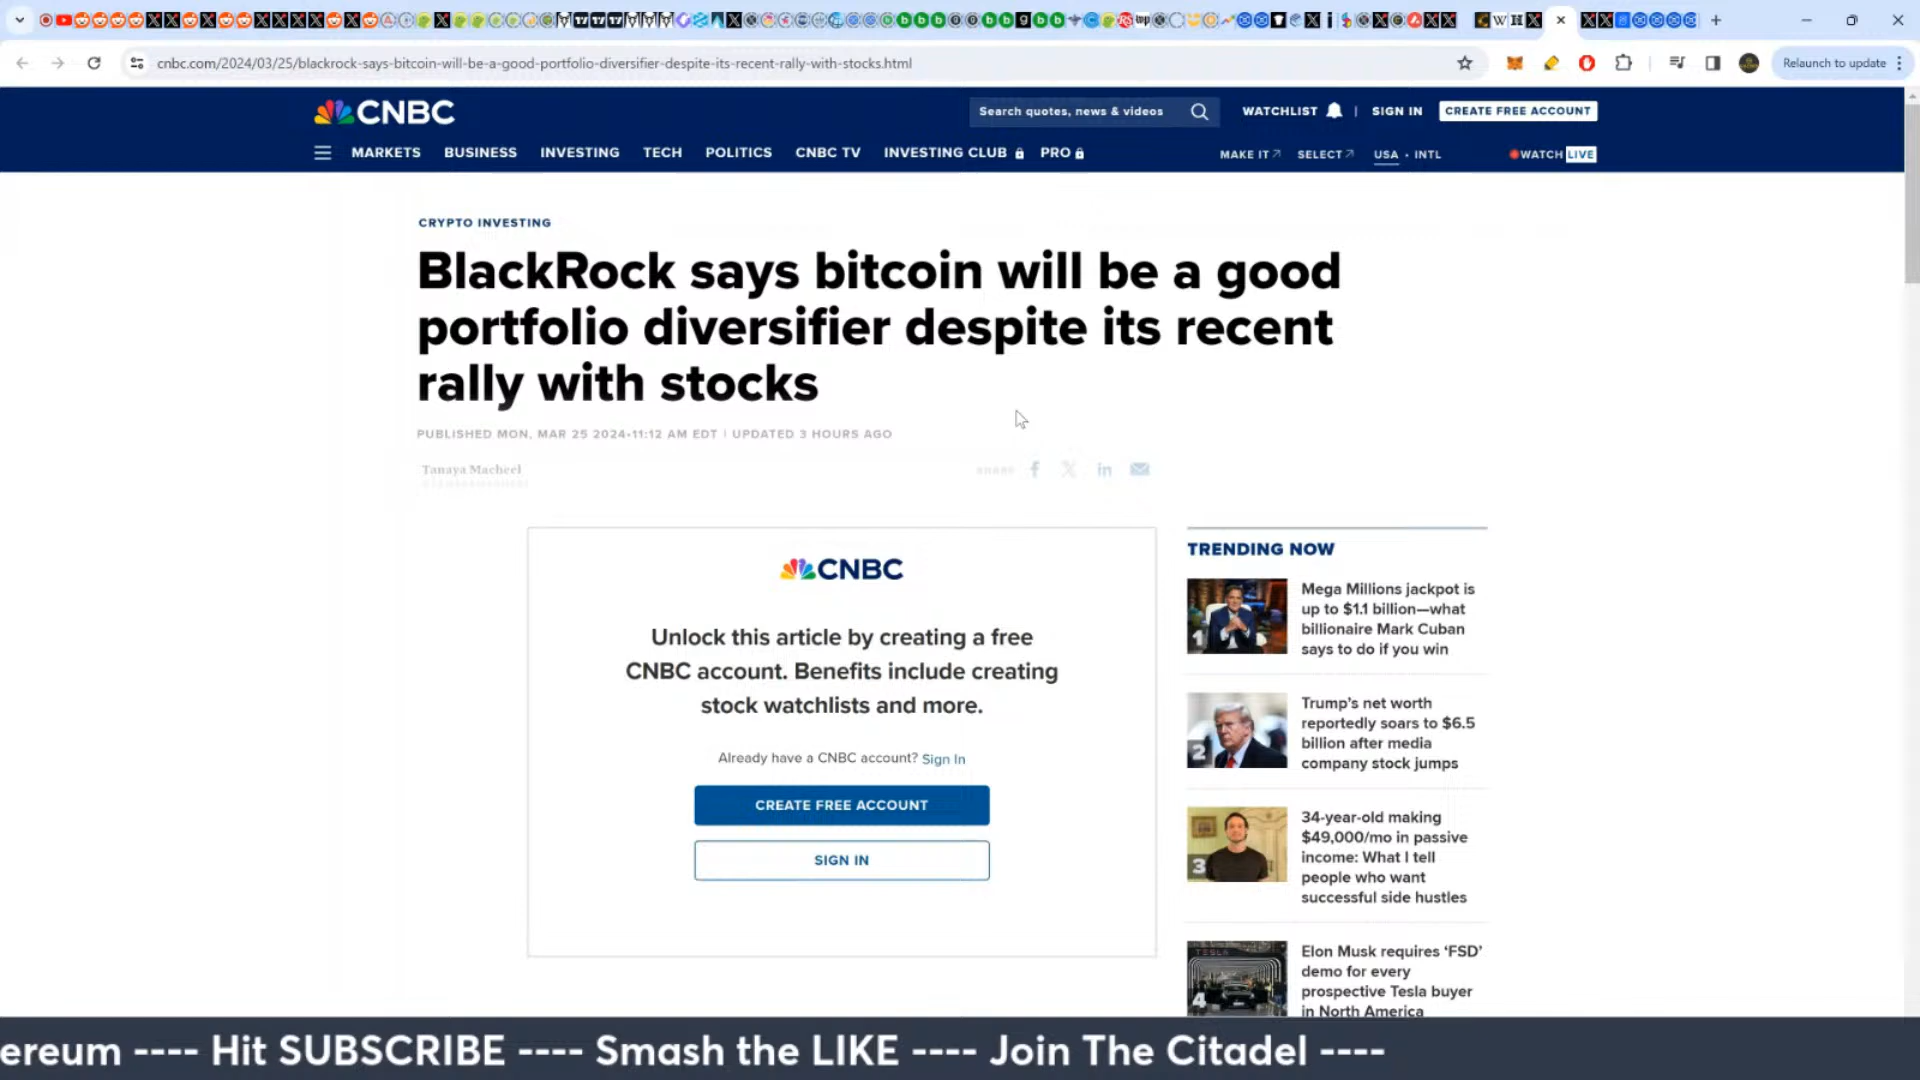 cnbc.com/2024/03/25/blackrock-says-bitcoin-will-be-a-good-portfolio-diversifier-despite-its-recent-rally-with-stocks.html
Relaunch to update
CNBC
Search quotes, news & videos
WATCHLIST | SIGN IN
CREATE FREE ACCOUNT
MARKETS BUSINESS INVESTING TECH POLITICS CNBC TV INVESTING CLUB PRO
MAKE IT SELECT USA • INTL
WATCH LIVE
CRYPTO INVESTING
BlackRock says bitcoin will be a good
portfolio diversifier despite its recent
rally with stocks
PUBLISHED MON, MAR 25 2024•11:12 AM EDT | UPDATED 3 HOURS AGO
Tanaya Macheel
SHARE
CNBC
Unlock this article by creating a free
CNBC account. Benefits include creating
stock watchlists and more.
Already have a CNBC account? Sign In
CREATE FREE ACCOUNT
SIGN IN
TRENDING NOW
1
Mega Millions jackpot is
up to $1.1 billion—what
billionaire Mark Cuban
says to do if you win
2
Trump's net worth
reportedly soars to $6.5
billion after media
company stock jumps
3
34-year-old making
$49,000/mo in passive
income: What I tell
people who want
successful side hustles
4
Elon Musk requires ‘FSD’
demo for every
prospective Tesla buyer
in North America
ereum ---- Hit SUBSCRIBE ---- Smash the LIKE ---- Join The Citadel ----